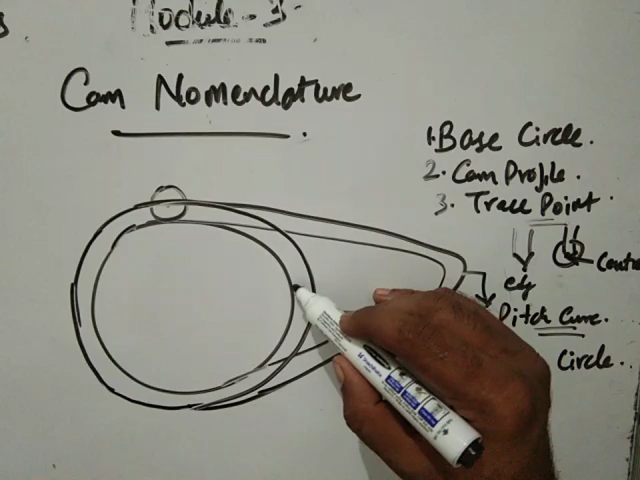 Module-3.
Cam Nomenclature.
1. Base Circle.
2. Cam Profile.
3. Trace Point.
Pitch Curve.
Circle.